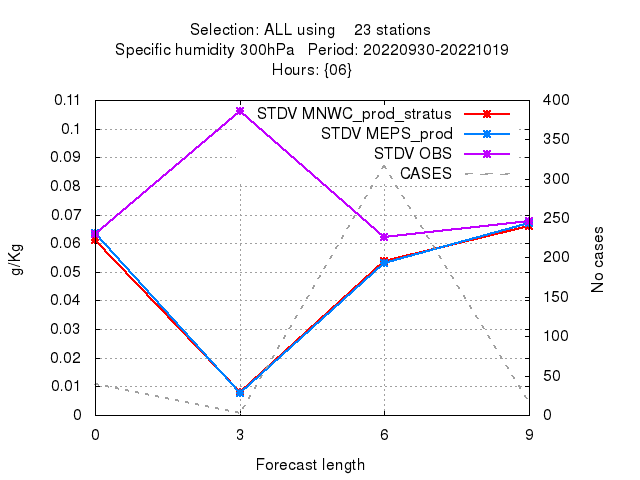 Selection: ALL using    23 stations
Specific humidity 300hPa   Period: 20220930-20221019
Hours: {06}
STDV MNWC_prod_stratus
STDV MEPS_prod
STDV OBS
CASES
0.11
0.1
0.09
0.08
0.07
0.06
0.05
0.04
0.03
0.02
0.01
0
g/Kg
400
350
300
250
200
150
100
50
0
No cases
0 3 6 9
Forecast length